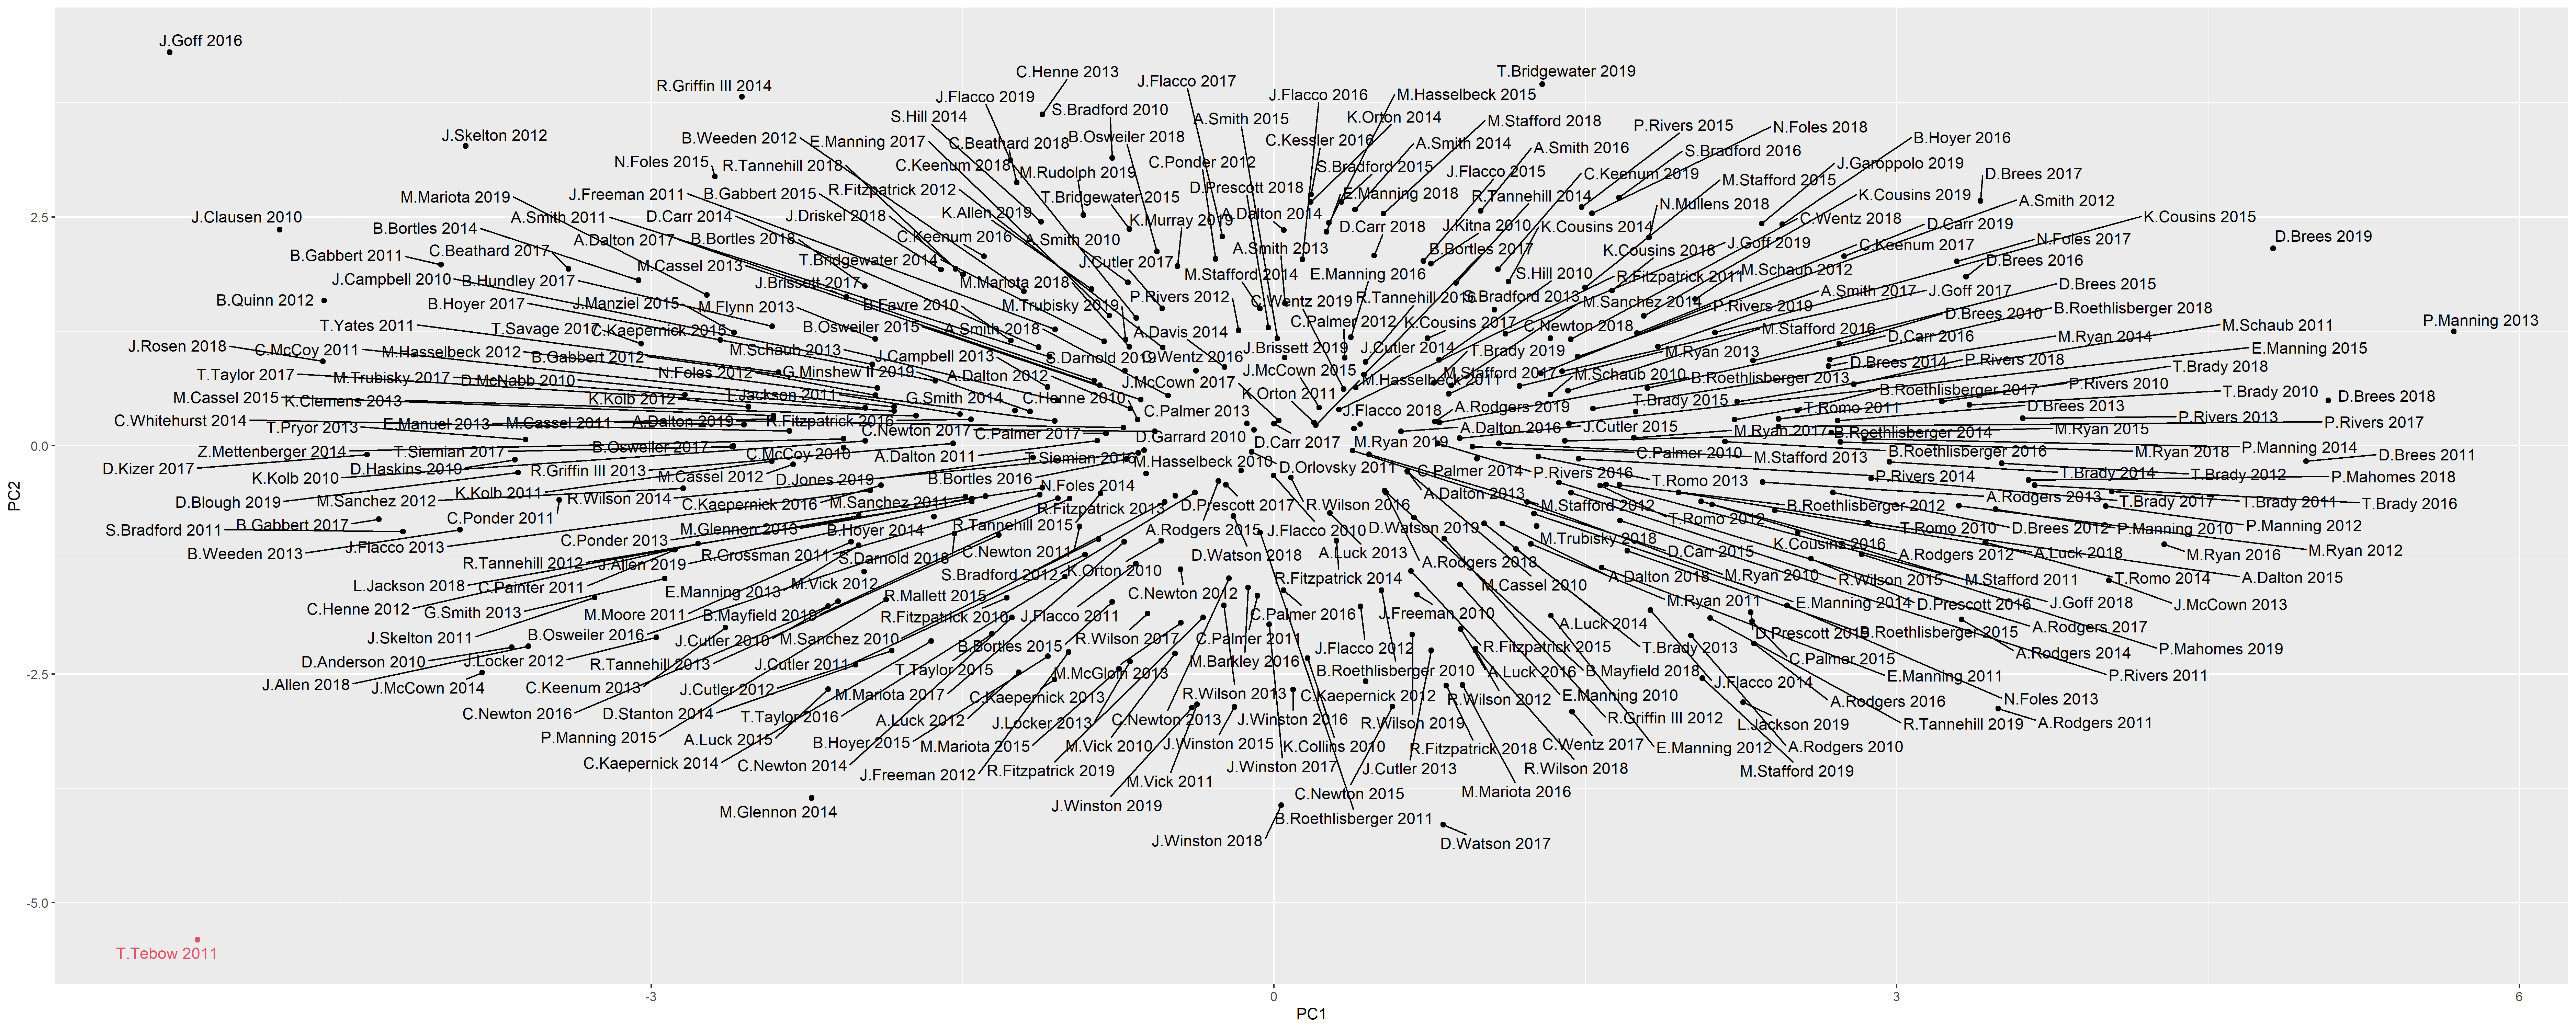 J.Goff 2016
C.Henne 2013
T.Bridgewater 2019
J.Flacco 2017
R.Griffin III 2014
J.Flacco 2019
J.Flacco 2016
M.Hasselbeck 2015
S.Bradford 2010
S.Hill 2014
A.Smith 2015
K.Orton 2014
M.Stafford 2018
P.Rivers 2015
N.Foles 2018
J.Skelton 2012
B.Weeden 2012
E.Manning 2017
C.Beathard 2018
B.Osweiler 2018
C.Kessler 2016
A.Smith 2014
A.Smith 2016
S.Bradford 2016
B.Hoyer 2016
N.Foles 2015
R.Tannehill 2018
C.Keenum 2018
M.Rudolph 2019
C.Ponder 2012
S.Bradford 2015
J.Flacco 2015
C.Keenum 2019
J.Garoppolo 2019
D.Brees 2017
M.Mariota 2019
J.Freeman 2011
B.Gabbert 2015
R.Fitzpatrick 2012
T.Bridgewater 2015
D.Prescott 2018
E.Manning 2018
R.Tannehill 2014
M.Stafford 2015
K.Cousins 2019
A.Smith 2012
J.Clausen 2010
A.Smith 2011
D.Carr 2014
J.Driskel 2018
K.Allen 2019
K.Murray 2019
A.Dalton 2014
D.Carr 2018
J.Kitna 2010
K.Cousins 2014
N.Mullens 2018
C.Wentz 2018
D.Carr 2019
K.Cousins 2015
B.Bortles 2014
A.Dalton 2017
B.Bortles 2018
C.Keenum 2016
A.Smith 2010
A.Smith 2013
B.Bortles 2017
K.Cousins 2018
J.Goff 2019
C.Keenum 2017
N.Foles 2017
D.Brees 2019
B.Gabbert 2011
C.Beathard 2017
M.Cassel 2013
T.Bridgewater 2014
J.Cutler 2017
M.Stafford 2014
E.Manning 2016
S.Hill 2010
R.Fitzpatrick 2011
M.Schaub 2012
D.Brees 2016
J.Campbell 2010
B.Hundley 2017
J.Brissett 2017
M.Mariota 2018
P.Rivers 2012
C.Wentz 2019
R.Tannehill 2016
S.Bradford 2013
M.Sanchez 2014
P.Rivers 2019
A.Smith 2017
J.Goff 2017
D.Brees 2015
B.Quinn 2012
B.Hoyer 2017
J.Manziel 2015
M.Flynn 2013
B.Favre 2010
M.Trubisky 2019
C.Palmer 2012
K.Cousins 2017
C.Newton 2018
M.Stafford 2016
D.Brees 2010
B.Roethlisberger 2018
T.Yates 2011
T.Savage 2017
C.Kaepernick 2015
B.Osweiler 2015
A.Smith 2018
A.Davis 2014
J.Brissett 2019
J.Cutler 2014
T.Brady 2019
M.Ryan 2013
D.Carr 2016
M.Ryan 2014
M.Schaub 2011
P.Manning 2013
J.Rosen 2018
C.McCoy 2011
M.Hasselbeck 2012
B.Gabbert 2012
M.Schaub 2013
J.Campbell 2013
S.Darnold 2019
C.Wentz 2016
J.McCown 2015
M.Stafford 2017
M.Schaub 2010
D.Brees 2014
P.Rivers 2018
E.Manning 2015
T.Taylor 2017
M.Trubisky 2017
D.McNabb 2010
N.Foles 2012
G.Minshew II 2019
A.Dalton 2012
J.McCown 2017
K.Orton 2011
M.Hasselbeck 2011
B.Roethlisberger 2013
B.Roethlisberger 2017
P.Rivers 2010
T.Brady 2018
M.Cassel 2015
K.Clemens 2013
K.Kolb 2012
T.Jackson 2011
G.Smith 2014
C.Henne 2010
C.Palmer 2013
J.Flacco 2018
A.Rodgers 2019
T.Brady 2015
T.Romo 2011
D.Brees 2013
T.Brady 2010
D.Brees 2018
C.Whitehurst 2014
T.Pryor 2013
E.Manuel 2013
M.Cassel 2011
A.Dalton 2019
R.Fitzpatrick 2016
C.Newton 2017
C.Palmer 2017
D.Garrard 2010
D.Carr 2017
M.Ryan 2019
A.Dalton 2016
J.Cutler 2015
M.Ryan 2017
B.Roethlisberger 2014
M.Ryan 2015
P.Rivers 2013
P.Rivers 2017
Z.Mettenberger 2014
T.Siemian 2017
B.Osweiler 2017
C.McCoy 2010
A.Dalton 2011
T.Siemian 2016
M.Hasselbeck 2010
D.Orlovsky 2011
C.Palmer 2014
P.Rivers 2016
C.Palmer 2010
M.Stafford 2013
B.Roethlisberger 2016
M.Ryan 2018
P.Manning 2014
D.Brees 2011
D.Kizer 2017
K.Kolb 2010
D.Haskins 2019
R.Griffin III 2013
M.Cassel 2012
D.Jones 2019
B.Bortles 2016
N.Foles 2014
R.Wilson 2016
A.Dalton 2013
M.Stafford 2012
T.Romo 2013
P.Rivers 2014
T.Brady 2014
T.Brady 2012
P.Mahomes 2018
D.Blough 2019
M.Sanchez 2012
K.Kolb 2011
R.Wilson 2014
C.Kaepernick 2016
M.Sanchez 2011
R.Fitzpatrick 2013
D.Prescott 2017
B.Roethlisberger 2012
A.Rodgers 2013
T.Brady 2017
T.Brady 2011
T.Brady 2016
S.Bradford 2011
B.Gabbert 2017
C.Ponder 2011
M.Glennon 2013
B.Hoyer 2014
R.Tannehill 2015
A.Rodgers 2015
J.Flacco 2010
D.Watson 2019
T.Romo 2012
T.Romo 2010
D.Brees 2012
P.Manning 2010
P.Manning 2012
B.Weeden 2013
J.Flacco 2013
C.Ponder 2013
R.Grossman 2011
S.Darnold 2018
C.Newton 2011
D.Watson 2018
A.Luck 2013
A.Rodgers 2018
M.Trubisky 2018
D.Carr 2015
K.Cousins 2016
A.Rodgers 2012
A.Luck 2018
M.Ryan 2016
M.Ryan 2012
R.Tannehill 2012
J.Allen 2019
S.Bradford 2012
K.Orton 2010
R.Fitzpatrick 2014
M.Cassel 2010
A.Dalton 2018
M.Ryan 2010
R.Wilson 2015
M.Stafford 2011
T.Romo 2014
A.Dalton 2015
L.Jackson 2018
C.Painter 2011
E.Manning 2013
M.Vick 2012
R.Mallett 2015
C.Newton 2012
C.Henne 2012
G.Smith 2013
M.Moore 2011
B.Mayfield 2019
R.Fitzpatrick 2010
J.Flacco 2011
C.Palmer 2016
J.Freeman 2010
M.Ryan 2011
E.Manning 2014
D.Prescott 2016
J.Goff 2018
J.McCown 2013
J.Skelton 2011
B.Osweiler 2016
J.Cutler 2010
M.Sanchez 2010
B.Bortles 2015
R.Wilson 2017
C.Palmer 2011
J.Flacco 2012
R.Fitzpatrick 2015
A.Luck 2014
T.Brady 2013
D.Prescott 2019
B.Roethlisberger 2015
A.Rodgers 2017
D.Anderson 2010
J.Locker 2012
R.Tannehill 2013
J.Cutler 2011
T.Taylor 2015
M.McGloin 2013
M.Barkley 2016
B.Roethlisberger 2010
A.Luck 2016
B.Mayfield 2018
C.Palmer 2015
A.Rodgers 2014
P.Mahomes 2019
J.Allen 2018
J.McCown 2014
C.Keenum 2013
J.Cutler 2012
M.Mariota 2017
C.Kaepernick 2013
R.Wilson 2013
C.Kaepernick 2012
R.Wilson 2012
E.Manning 2010
J.Flacco 2014
E.Manning 2011
P.Rivers 2011
C.Newton 2016
D.Stanton 2014
T.Taylor 2016
A.Luck 2012
J.Locker 2013
C.Newton 2013
J.Winston 2016
R.Wilson 2019
R.Griffin III 2012
L.Jackson 2019
A.Rodgers 2016
R.Tannehill 2019
N.Foles 2013
A.Rodgers 2011
P.Manning 2015
A.Luck 2015
B.Hoyer 2015
M.Mariota 2015
M.Vick 2010
J.Winston 2015
K.Collins 2010
R.Fitzpatrick 2018
C.Wentz 2017
E.Manning 2012
A.Rodgers 2010
C.Kaepernick 2014
C.Newton 2014
J.Freeman 2012
R.Fitzpatrick 2019
M.Vick 2011
J.Winston 2017
J.Cutler 2013
R.Wilson 2018
M.Stafford 2019
M.Glennon 2014
J.Winston 2019
C.Newton 2015
M.Mariota 2016
B.Roethlisberger 2011
J.Winston 2018
D.Watson 2017
T.Tebow 2011
2.5
0.0
-2.5
-5.0
PC2
-3
0
3
6
PC1